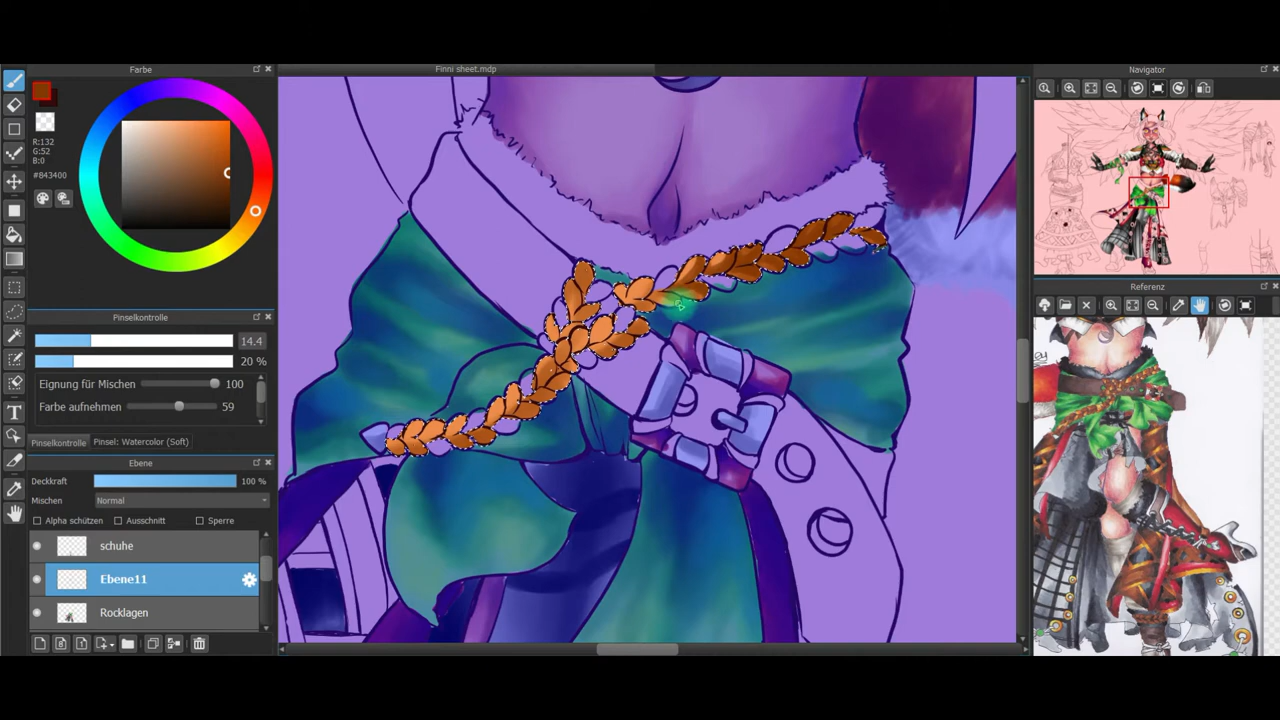 Farbe
Finni sheet.mdp
Navigator
R:132
G:52
B:0
#843400
Pinselkontrolle
14.4
20 %
Eignung für Mischen 100
Farbe aufnehmen 59
Pinselkontrolle Pinsel: Watercolor (Soft)
Ebene
Deckkraft 100 %
Mischen Normal
Alpha schützen Ausschnitt Sperre
schuhe
Ebene11
Rocklagen
Referenz